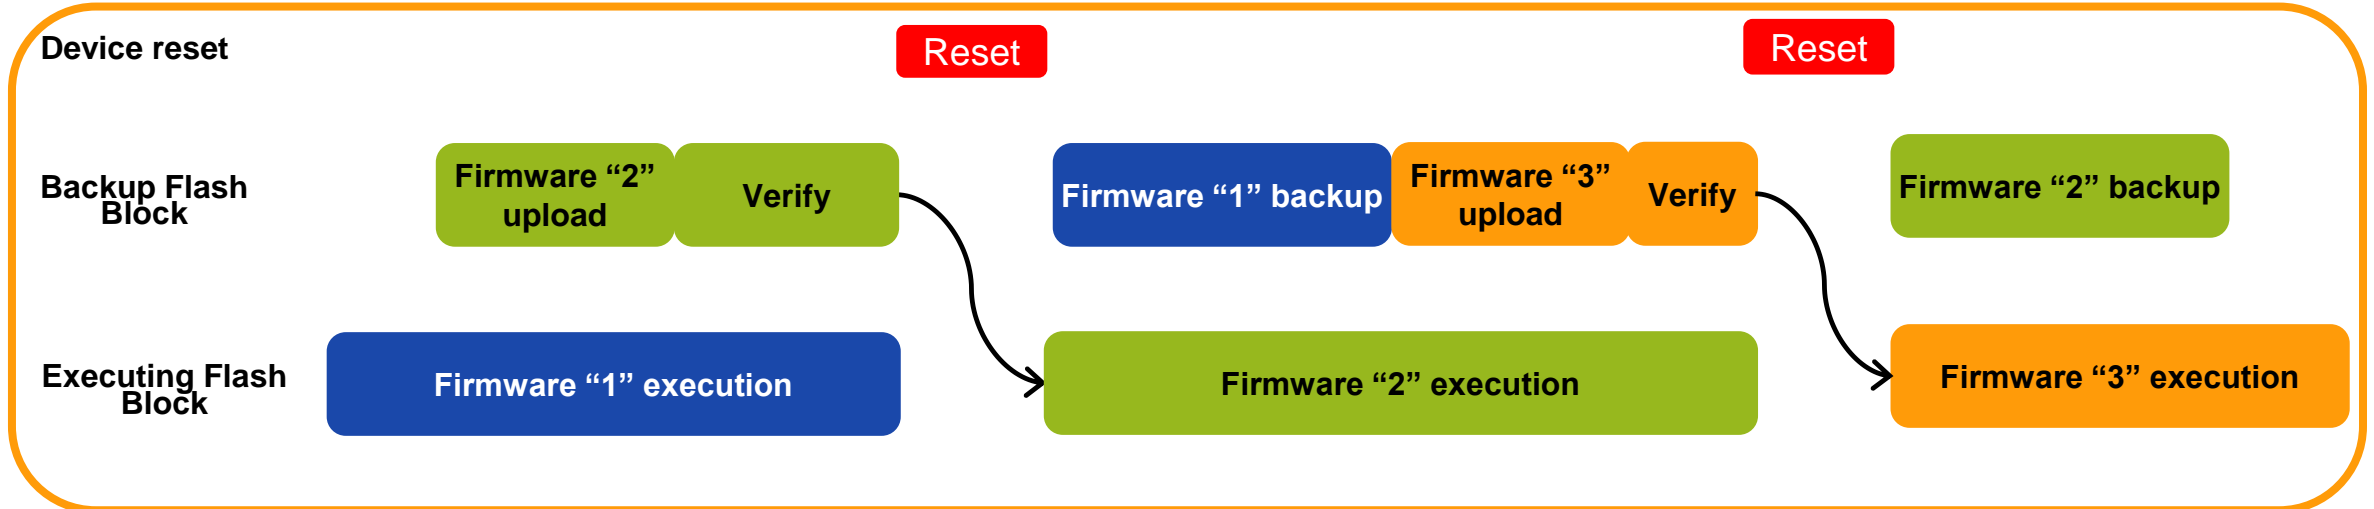 Device reset
Reset
Reset
Backup Flash
Block
Firmware “2”
upload
Verify
Firmware “1” backup
Firmware “3”
upload
Verify
Firmware “2” backup
Executing Flash
Block
Firmware “1” execution
Firmware “2” execution
Firmware “3” execution